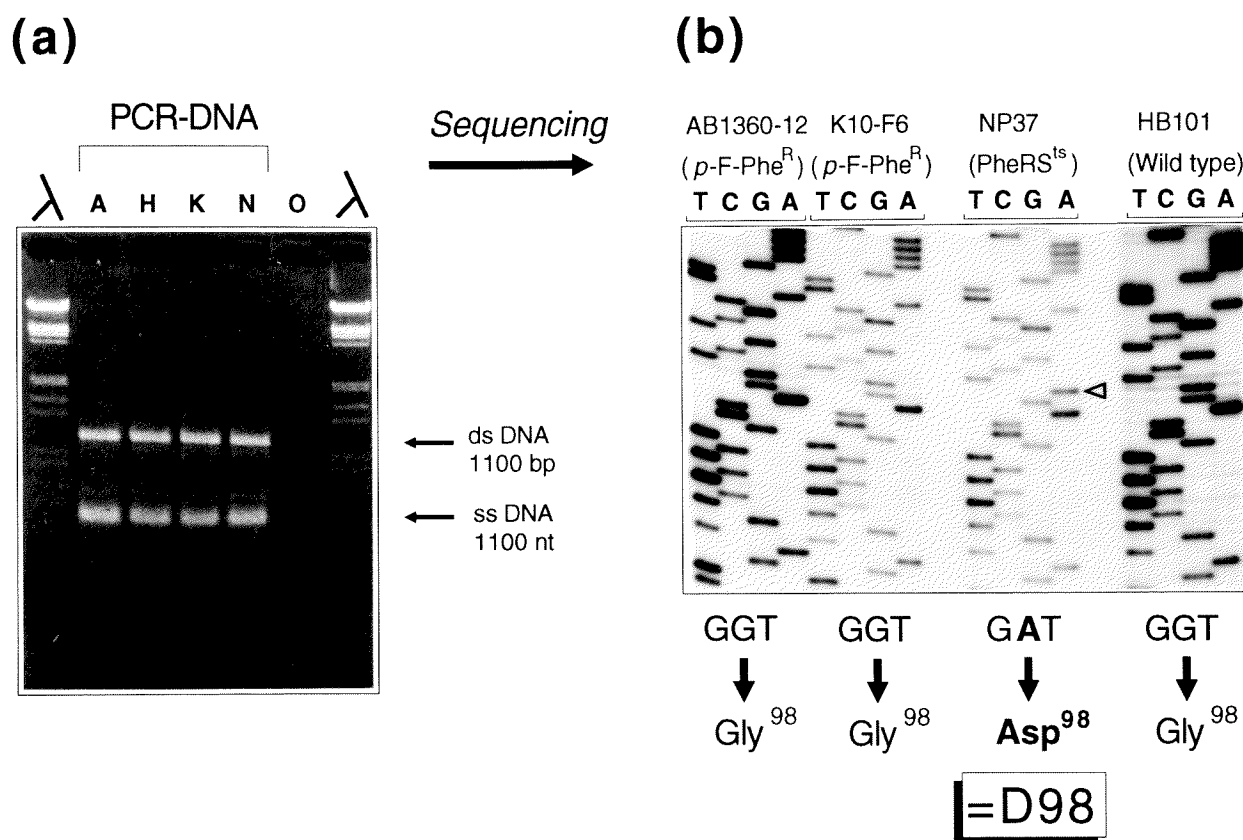 (a)
PCR-DNA
λ A H K N O λ
Sequencing
ds DNA
1100 bp
ss DNA
1100 nt
(b)
AB1360-12 K10-F6 NP37 HB101
(p-F-Phe^R) (p-F-Phe^R) (PheRS^ts) (Wild type)
T C G A T C G A T C G A T C G A
GGT GGT GAT GGT
Gly^98 Gly^98 Asp^98 Gly^98
=D98